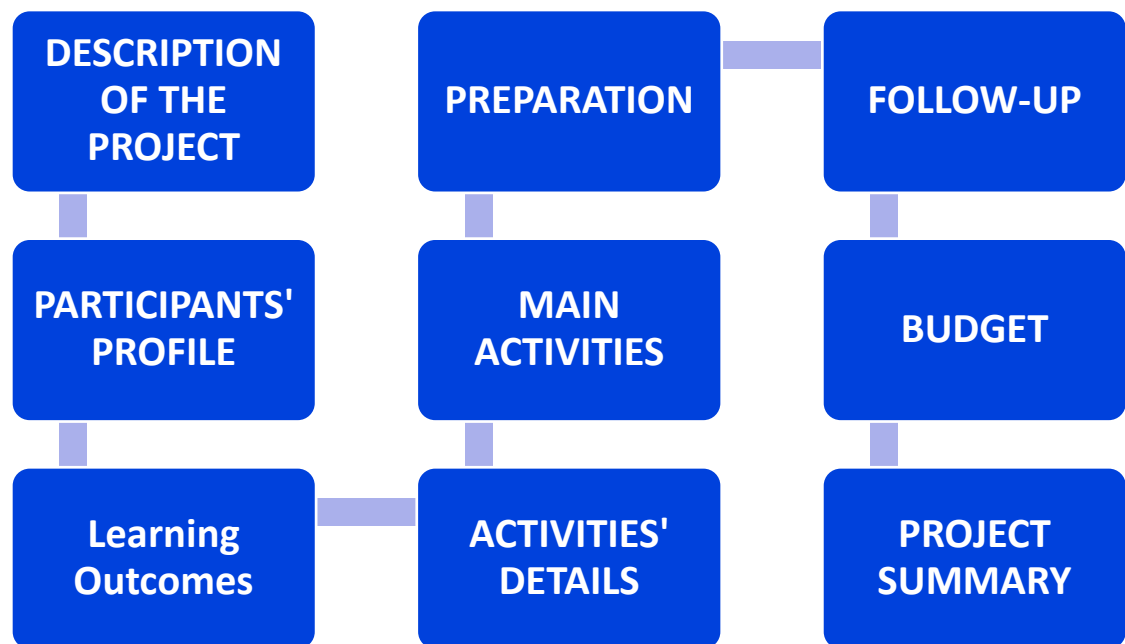 DESCRIPTION
OF THE
PROJECT
PARTICIPANTS'
PROFILE
Learning
Outcomes
ACTIVITIES'
DETAILS
MAIN
ACTIVITIES
PREPARATION
FOLLOW-UP
BUDGET
PROJECT
SUMMARY